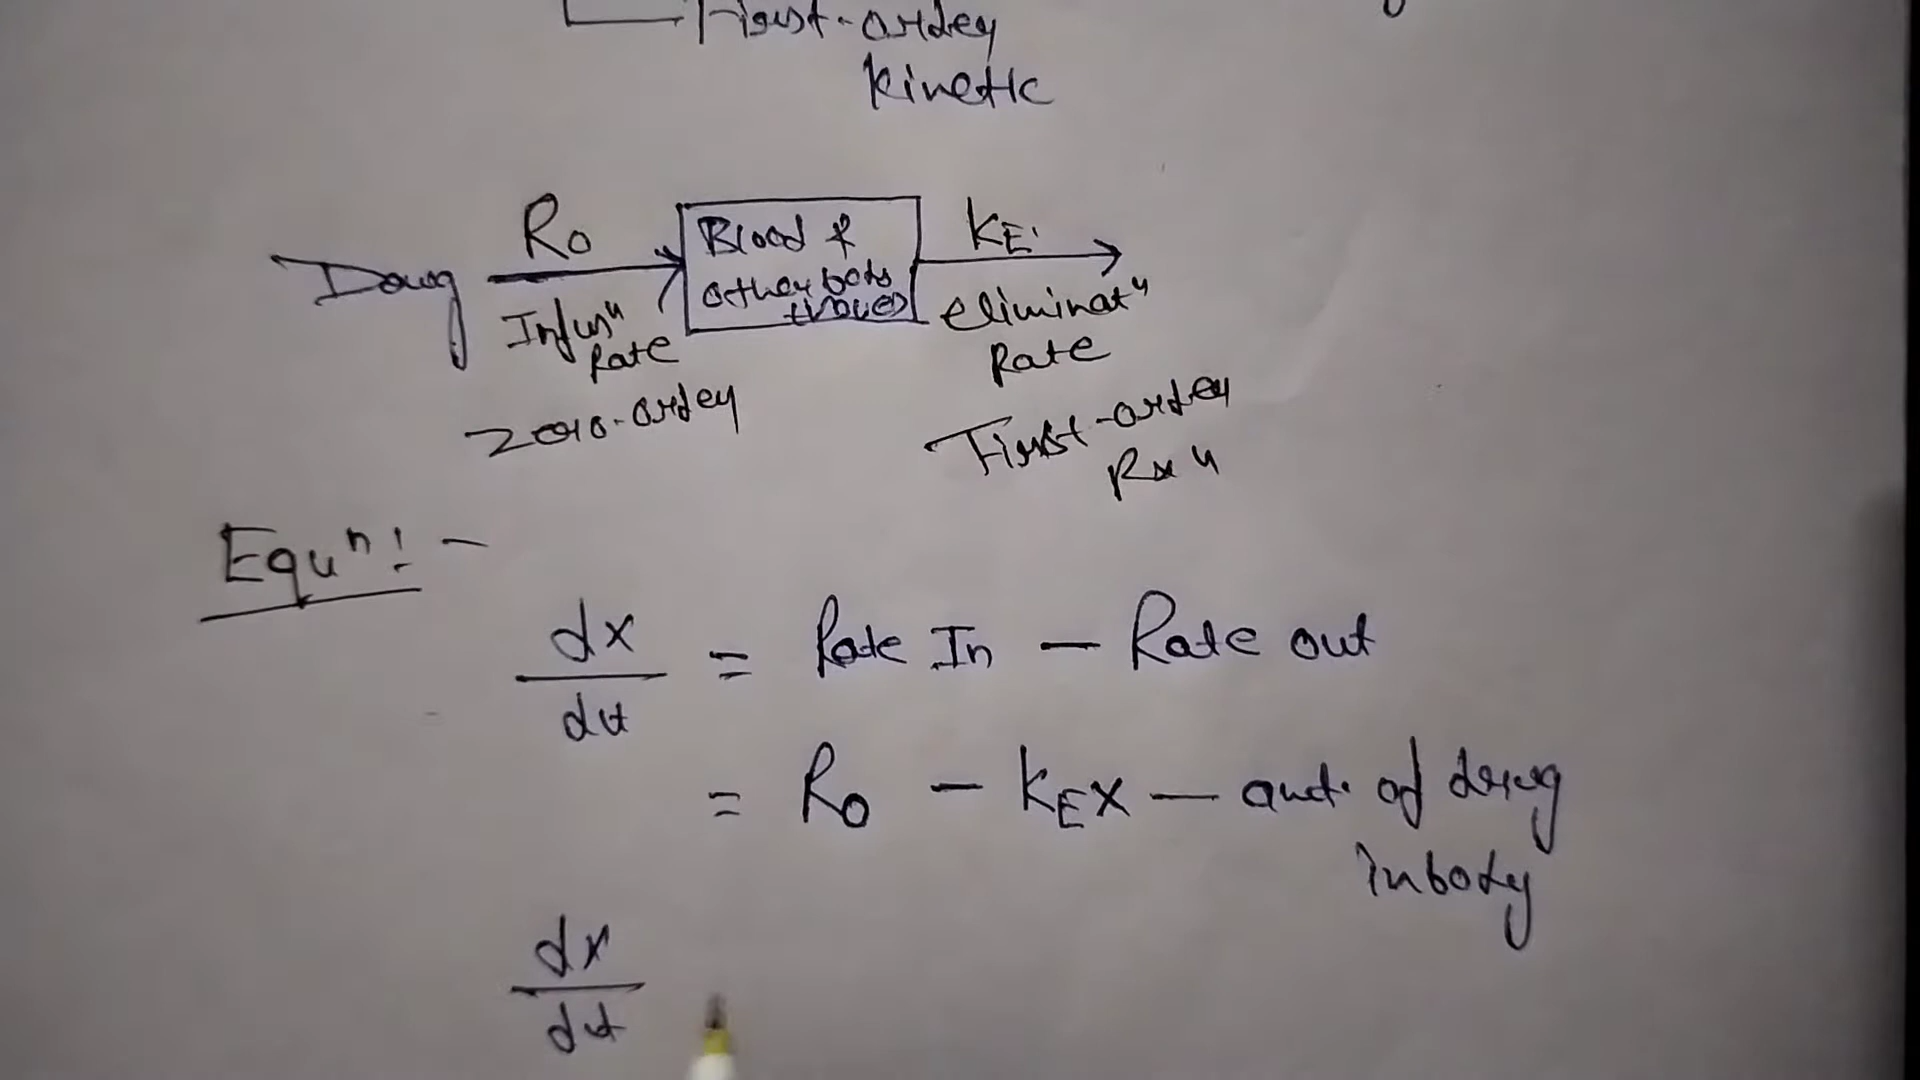 First-order
kinetic
Drug R0 Blood & KE
Infusⁿ other body eliminatⁿ
Rate tissues Rate
zero-order First-order
Rxⁿ
Equⁿ:-
dx/dt = Rate In — Rate out
= R0 — KEX — amt. of drug
in body
dx
dt